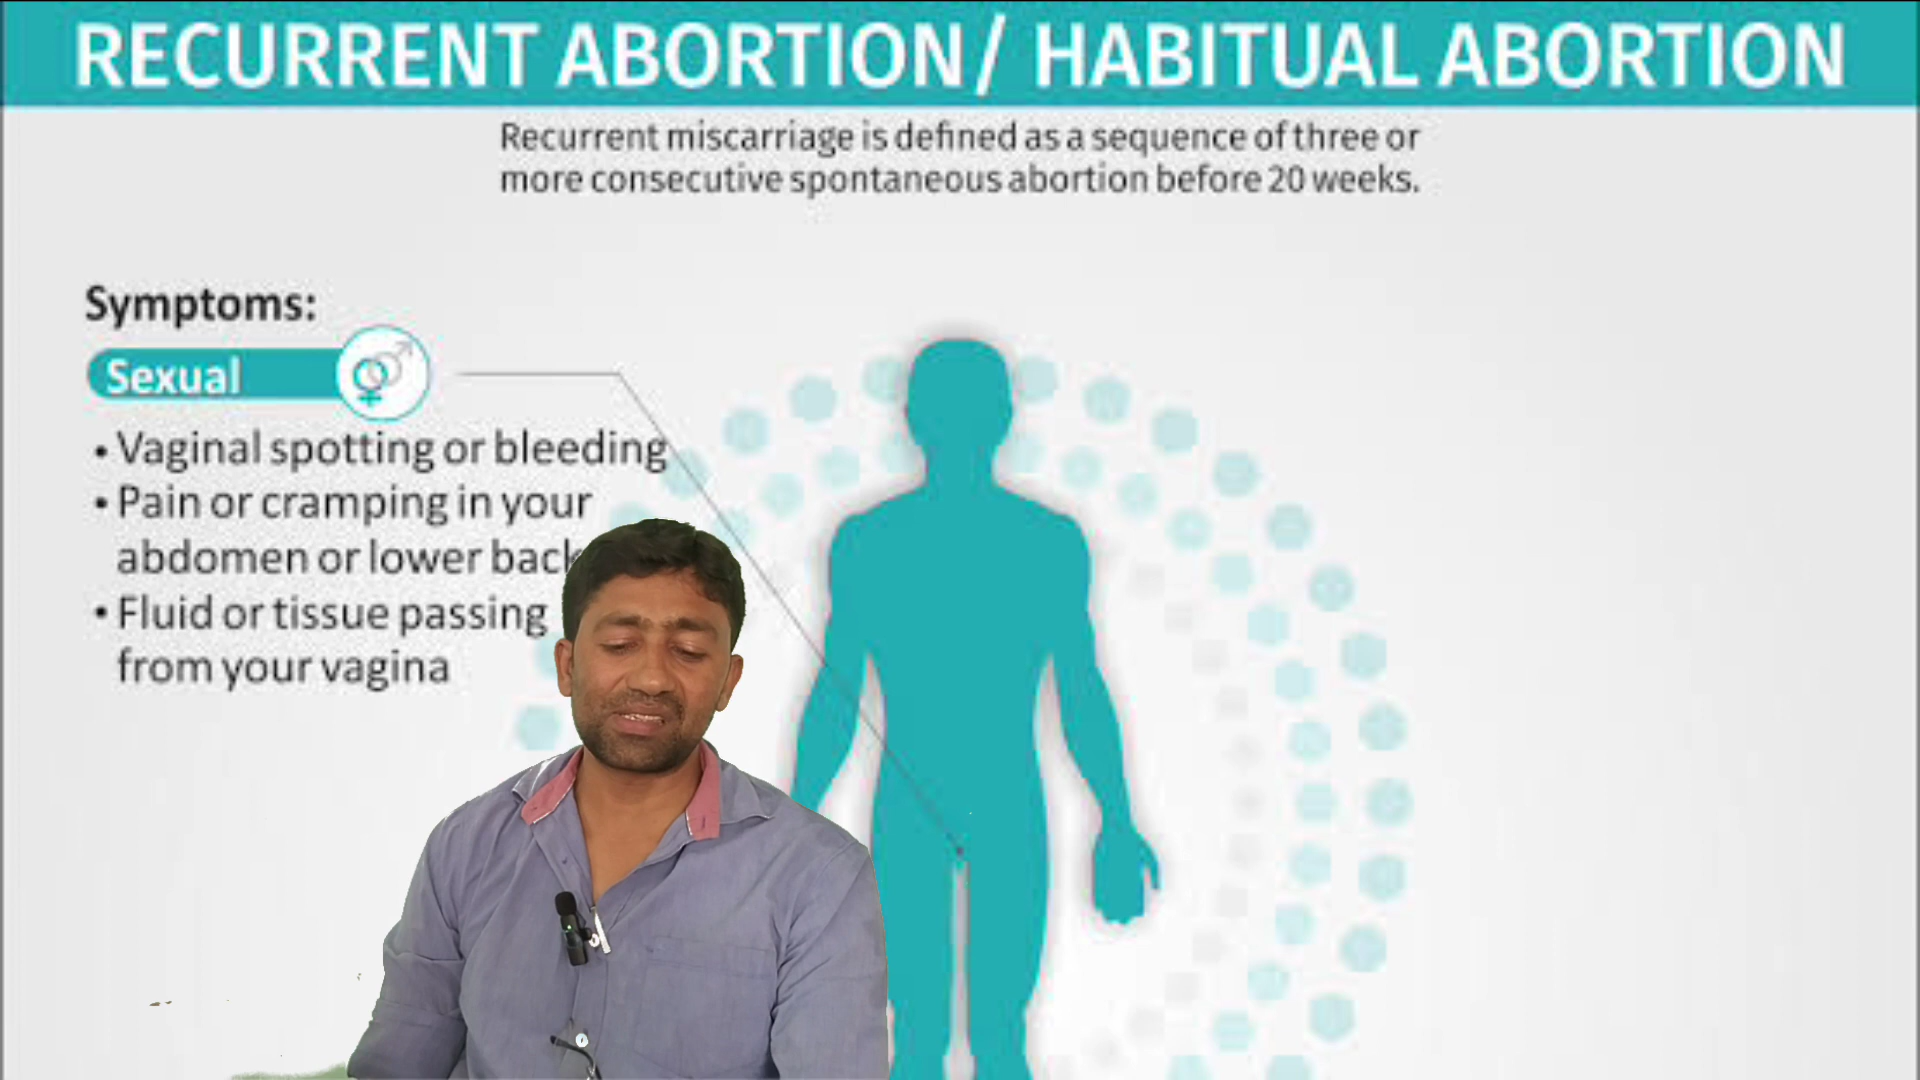 RECURRENT ABORTION/ HABITUAL ABORTION
Recurrent miscarriage is defined as a sequence of three or
more consecutive spontaneous abortion before 20 weeks.
Symptoms:
Sexual
• Vaginal spotting or bleeding
• Pain or cramping in your
abdomen or lower back
• Fluid or tissue passing
from your vagina